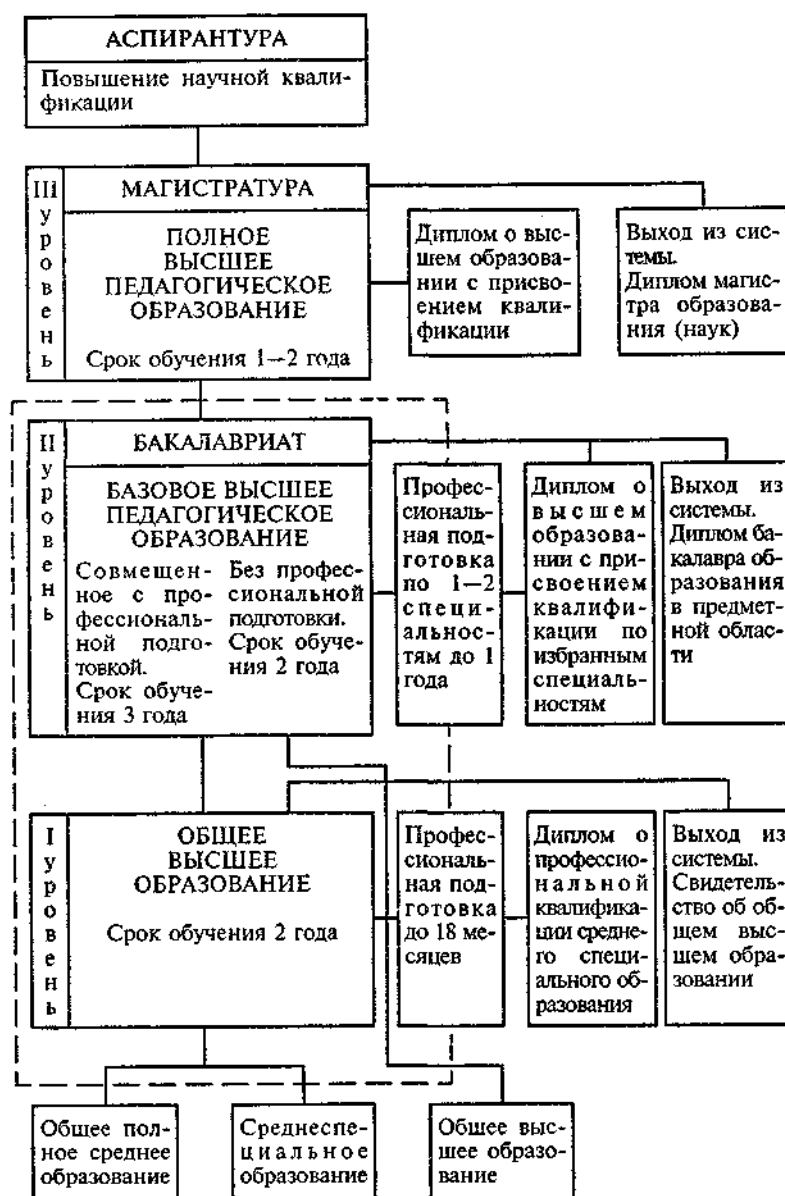 АСПИРАНТУРА
Повышение научной квали-
фикации
III уровень
МАГИСТРАТУРА
ПОЛНОЕ
ВЫСШЕЕ
ПЕДАГОГИЧЕСКОЕ
ОБРАЗОВАНИЕ
Срок обучения 1—2 года
Диплом о выс-
шем образова-
нии с присво-
ением квали-
фикации
Выход из сис-
темы.
Диплом магис-
тра образова-
ния (наук)
II уровень
БАКАЛАВРИАТ
БАЗОВОЕ ВЫСШЕЕ
ПЕДАГОГИЧЕСКОЕ
ОБРАЗОВАНИЕ
Совмещен-
ное с про-
фессиональ-
ной подго-
товкой.
Срок обуче-
ния 3 года
Без профес-
сиональной
подготовки.
Срок обуче-
ния 2 года
Профес-
сиональ-
ная под-
готовка
по 1—2
специ-
альнос-
тям до 1
года
Диплом о
высшем
образова-
нии с при-
своением
квалифи-
кации по
избранным
специаль-
ностям
Выход из
системы.
Диплом ба-
калавра об-
разования
в предмет-
ной облас-
ти
I уровень
ОБЩЕЕ
ВЫСШЕЕ
ОБРАЗОВАНИЕ
Срок обучения 2 года
Профес-
сиональ-
ная под-
готовка
до 18 ме-
сяцев
Диплом о
профессио-
нальной
квалифика-
ции средне-
го специ-
ального об-
разования
Выход из
системы.
Свидетель-
ство об об-
щем выс-
шем обра-
зовании
Общее пол-
ное среднее
образование
Среднеспе-
циальное
образование
Общее выс-
шее образо-
вание